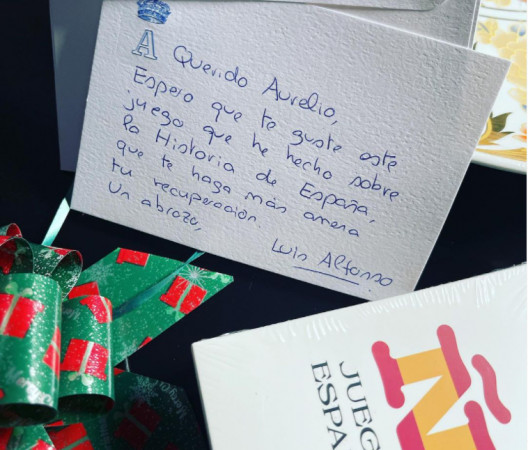 A
Querido Aurelio,
Espero que te guste este
juego que he hecho sobre
la Historia de España,
que te haga más amena
tu recuperación.
Un abrazo,
Luis Alfonso
Ñ
JUEG
ESPA